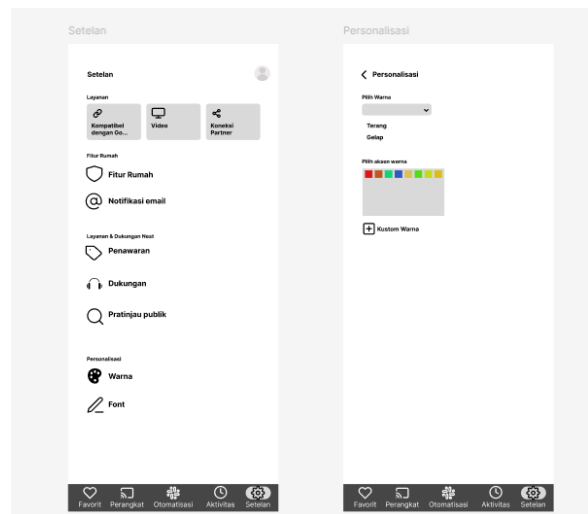 Setelan
Setelan
Layanan
Kompatibel
dengan Go...
Video
Koneksi
Partner
Fitur Rumah
Fitur Rumah
Notifikasi email
Layanan & Dukungan Nest
Penawaran
Dukungan
Pratinjau publik
Personalisasi
Warna
Font
Favorit Perangkat Otomatisasi Aktivitas Setelan
Personalisasi
Personalisasi
Pilih Warna
Terang
Gelap
Pilih aksen warna
Kustom Warna
Favorit Perangkat Otomatisasi Aktivitas Setelan